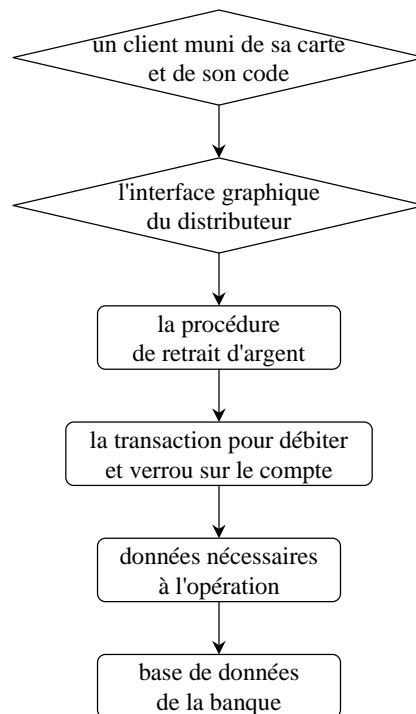 un client muni de sa carte
et de son code
l'interface graphique
du distributeur
la procédure
de retrait d'argent
la transaction pour débiter
et verrou sur le compte
données nécessaires
à l'opération
base de données
de la banque